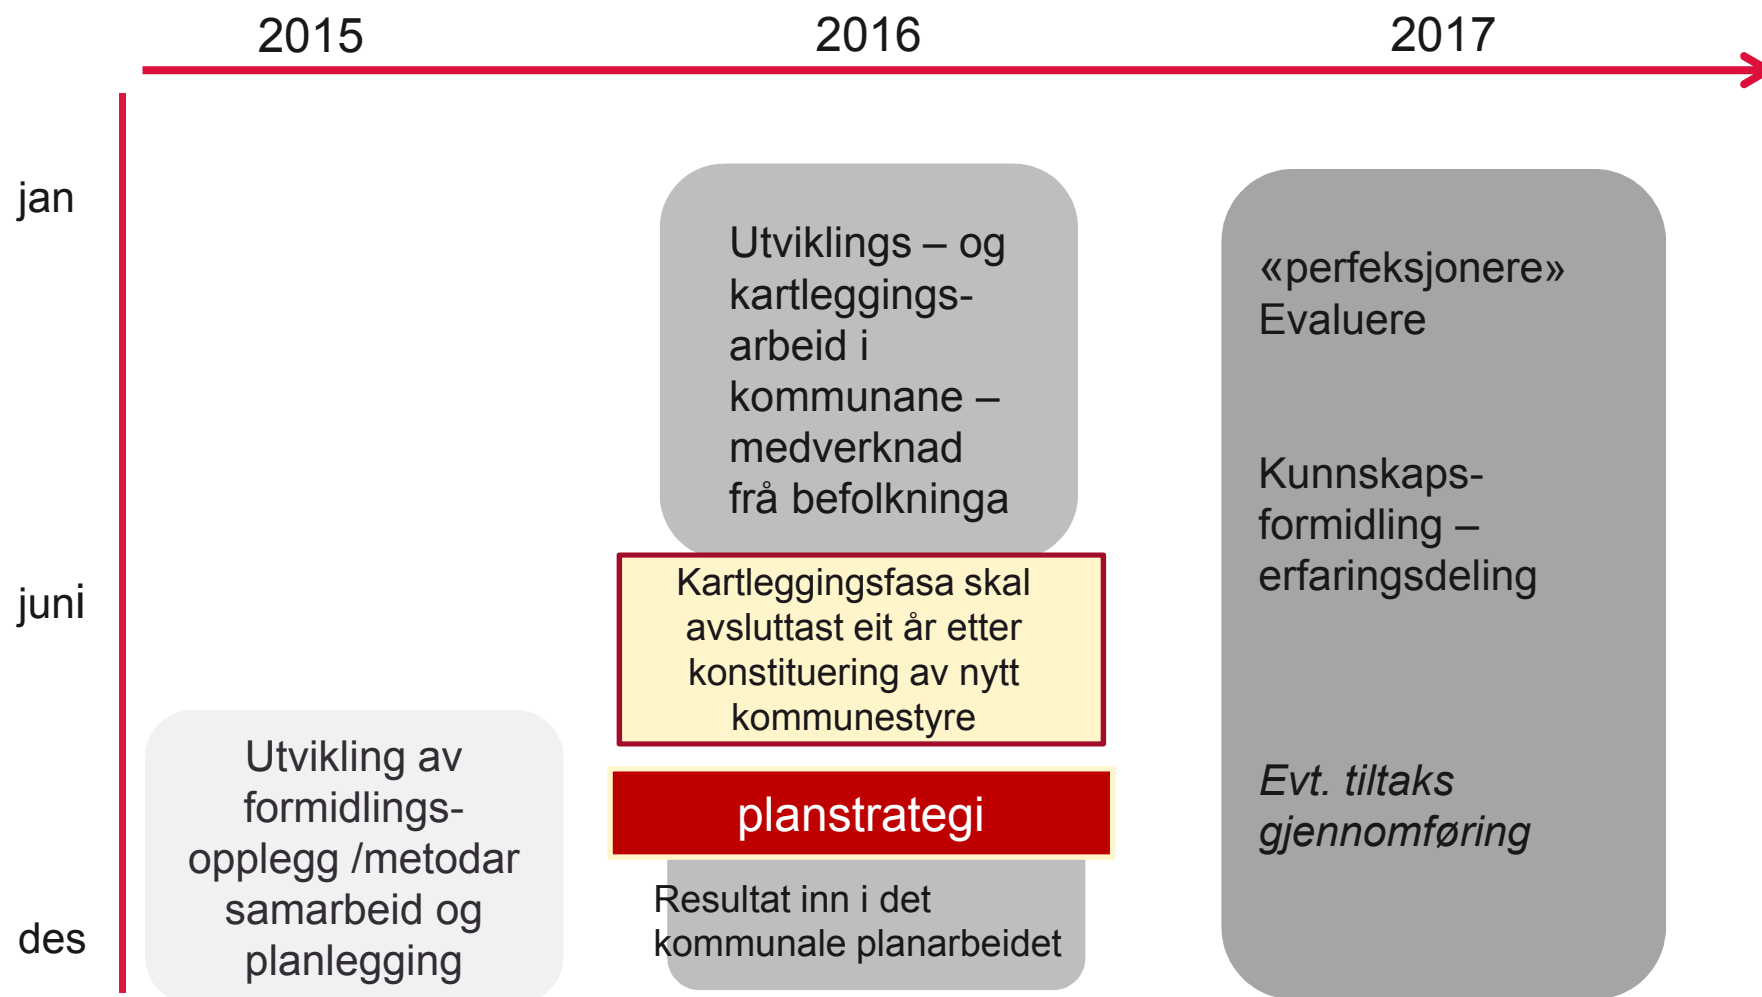 2015
2016
2017
jan
juni
des
Utvikling av
formidlings-
opplegg /metodar
samarbeid og
planlegging
Utviklings – og
kartleggings-
arbeid i
kommunane –
medverknad
frå befolkninga
Kartleggingsfasa skal
avsluttast eit år etter
konstituering av nytt
kommunestyre
planstrategi
Resultat inn i det
kommunale planarbeidet
«perfeksjonere»
Evaluere
Kunnskaps-
formidling –
erfaringsdeling
Evt. tiltaks
gjennomføring